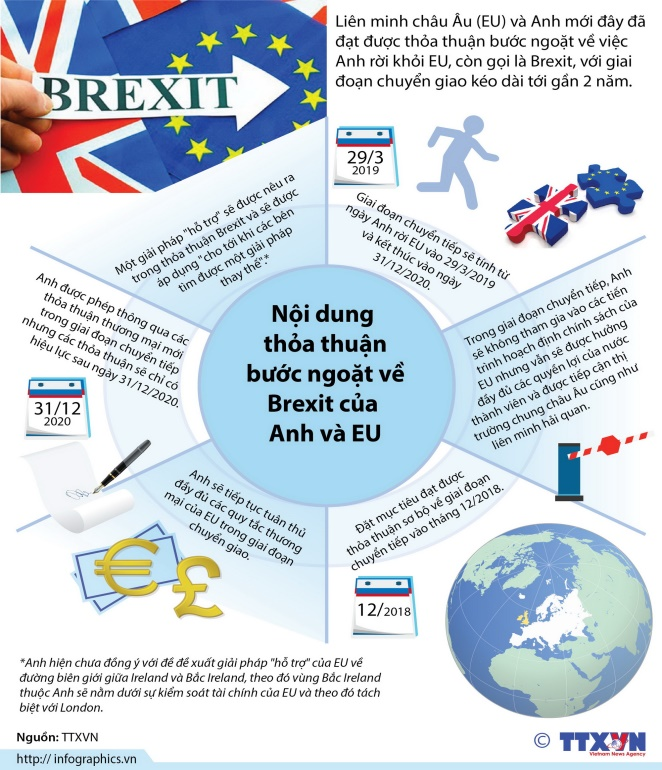 BREXIT
Liên minh châu Âu (EU) và Anh mới đây đã
đạt được thỏa thuận bước ngoặt về việc
Anh rời khỏi EU, còn gọi là Brexit, với giai
đoạn chuyển giao kéo dài tới gần 2 năm.
29/3
2019
Giai đoạn chuyển tiếp sẽ tính từ
ngày Anh rời EU vào 29/3/2019
và kết thúc vào ngày
31/12/2020.
Một giải pháp "hỗ trợ" sẽ được nêu ra
trong thỏa thuận Brexit và sẽ được
áp dụng "cho tới khi các bên
tìm được một giải pháp
thay thế".*
Anh được phép thông qua các
thỏa thuận thương mại mới
trong giai đoạn chuyển tiếp
nhưng các thỏa thuận sẽ chỉ có
hiệu lực sau ngày 31/12/2020.
31/12
2020
Nội dung
thỏa thuận
bước ngoặt về
Brexit của
Anh và EU
Trong giai đoạn chuyển tiếp, Anh
sẽ không tham gia vào các tiến
trình hoạch định chính sách của
EU nhưng vẫn sẽ được hưởng
đầy đủ các quyền lợi của nước
thành viên và được tiếp cận thị
trường chung châu Âu cũng như
liên minh hải quan.
Anh sẽ tiếp tục tuân thủ
đầy đủ các quy tắc thương
mại của EU trong giai đoạn
chuyển giao.
Đặt mục tiêu đạt được
thỏa thuận sơ bộ về giai đoạn
chuyển tiếp vào tháng 12/2018.
12/2018
*Anh hiện chưa đồng ý với đề đề xuất giải pháp "hỗ trợ" của EU về
đường biên giới giữa Ireland và Bắc Ireland, theo đó vùng Bắc Ireland
thuộc Anh sẽ nằm dưới sự kiểm soát tài chính của EU và theo đó tách
biệt với London.
Nguồn: TTXVN
http:// infographics.vn
© TTXVN
Vietnam News Agency